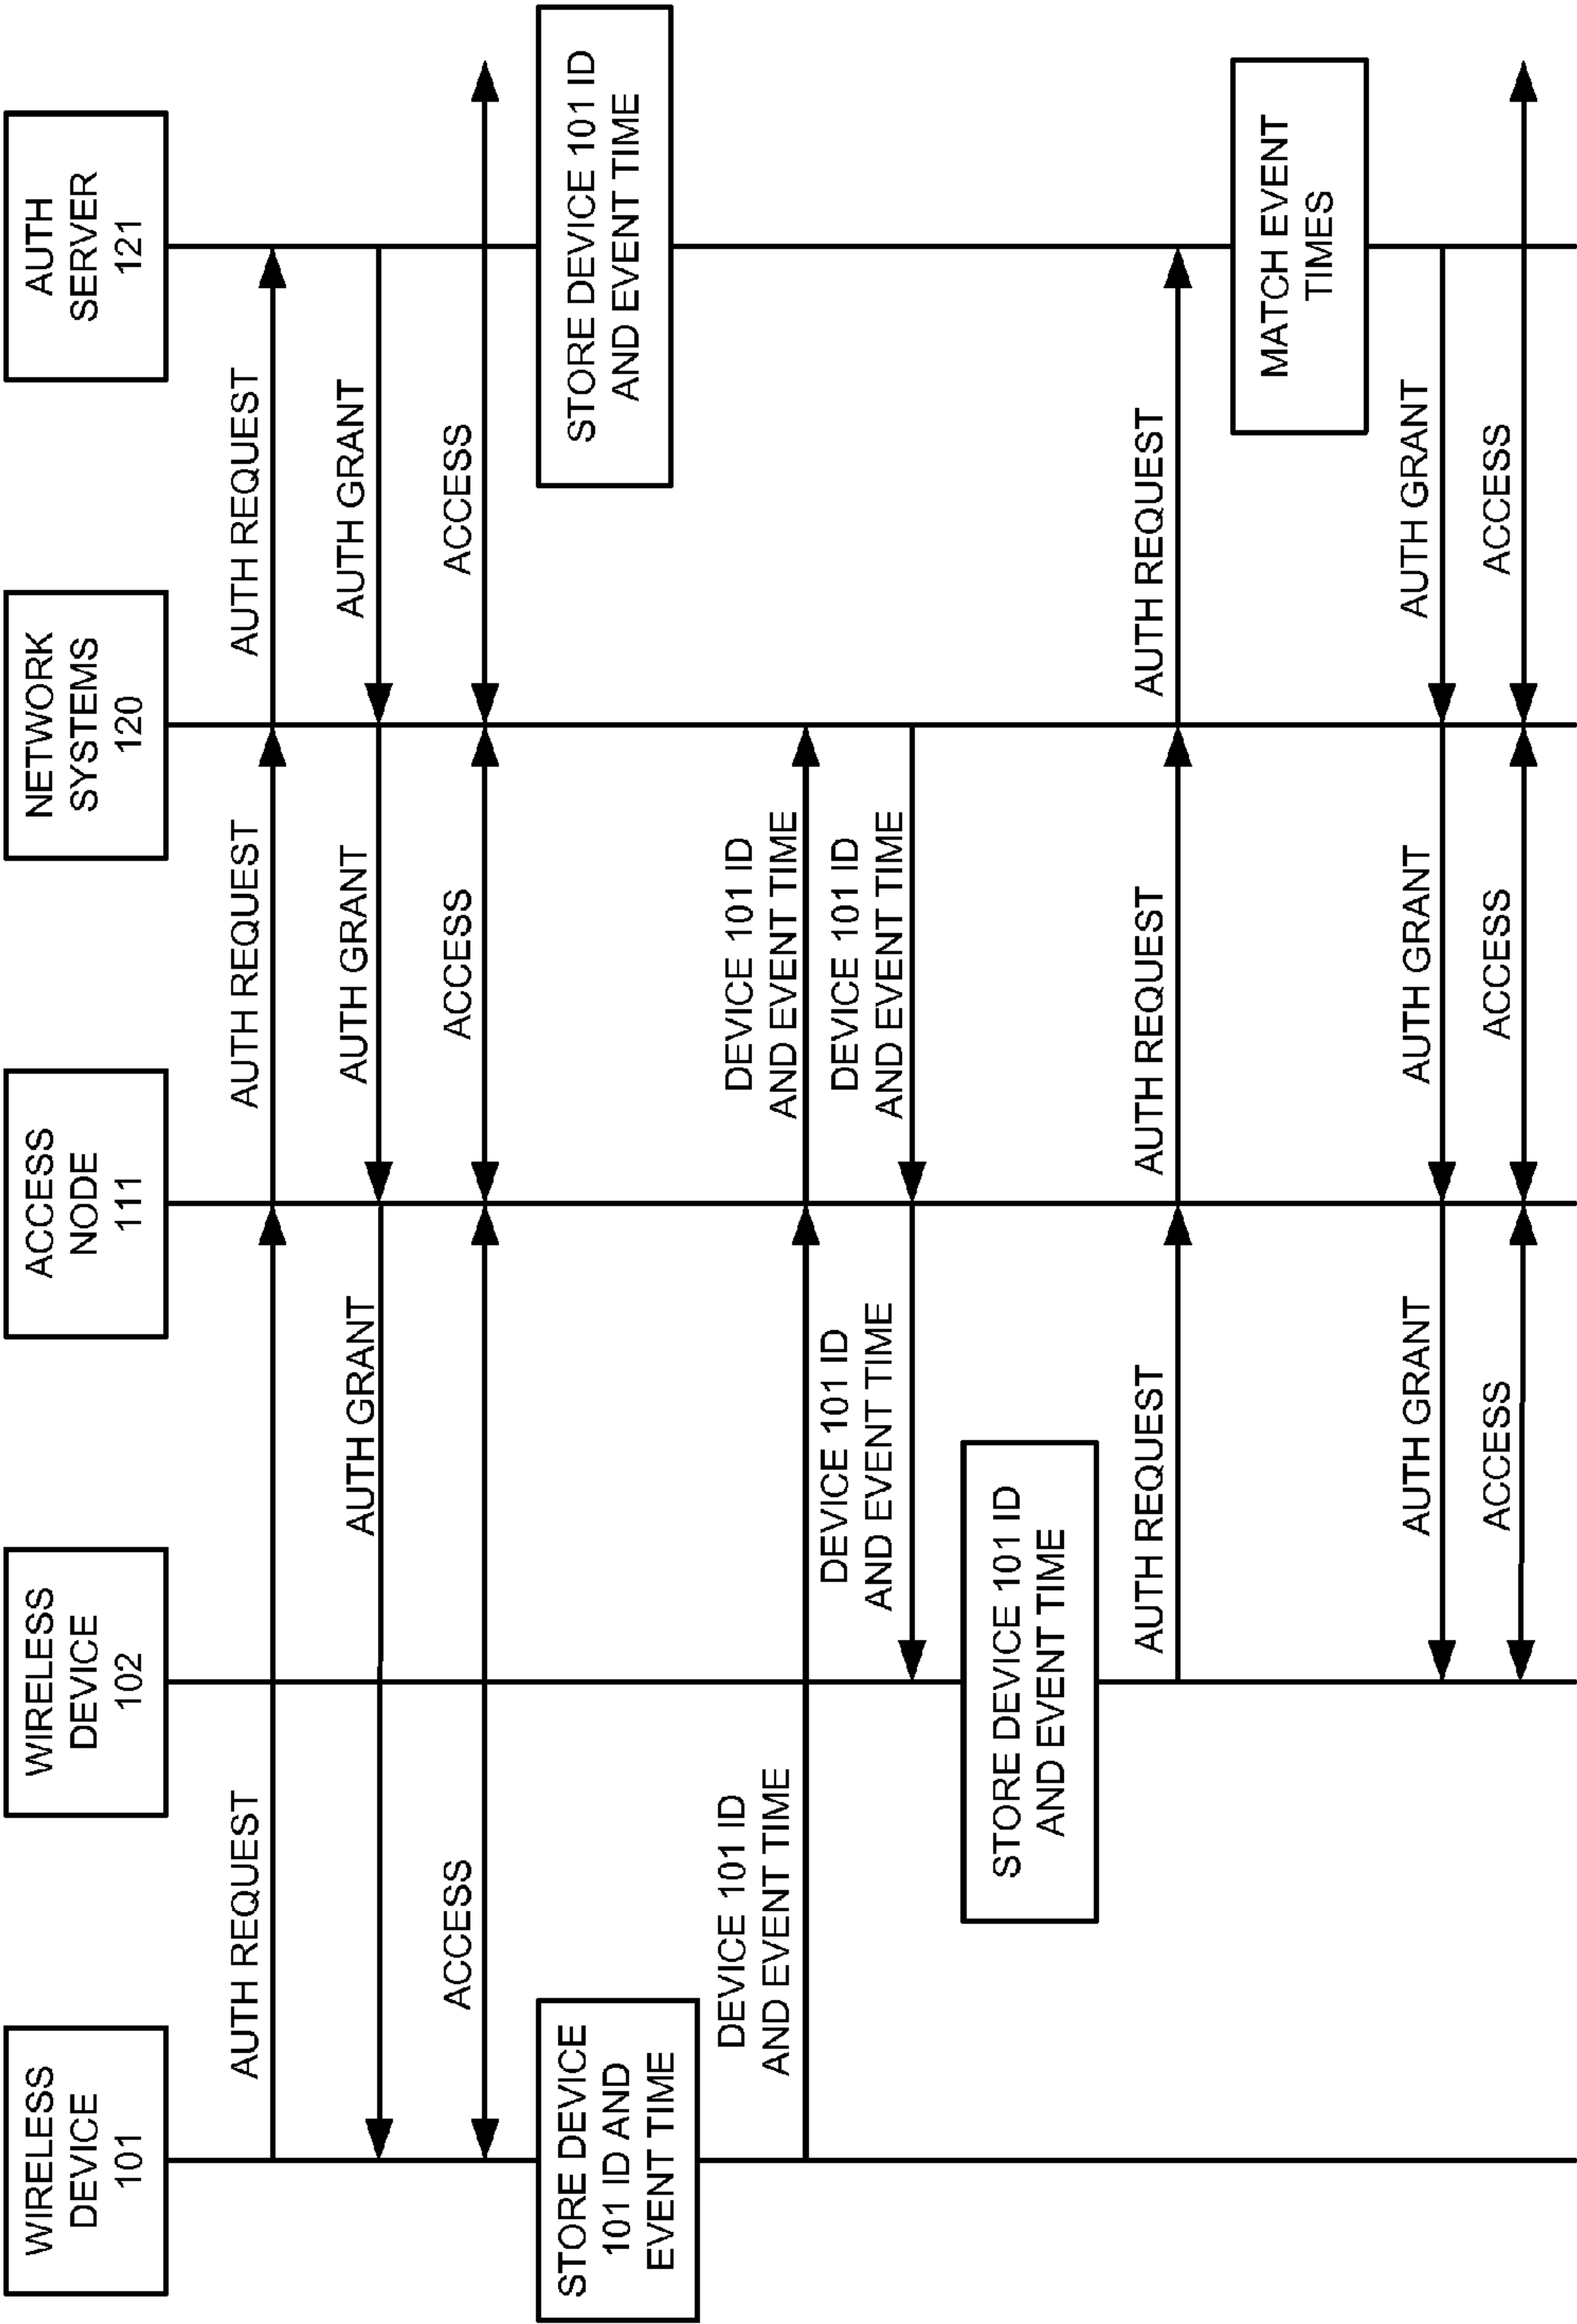 WIRELESS
DEVICE
101
WIRELESS
DEVICE
102
ACCESS
NODE
111
NETWORK
SYSTEMS
120
AUTH
SERVER
121
AUTH REQUEST
AUTH REQUEST
AUTH REQUEST
AUTH GRANT
AUTH GRANT
AUTH GRANT
ACCESS
ACCESS
ACCESS
STORE DEVICE
101 ID AND
EVENT TIME
STORE DEVICE 101 ID
AND EVENT TIME
DEVICE 101 ID
AND EVENT TIME
DEVICE 101 ID
AND EVENT TIME
DEVICE 101 ID
AND EVENT TIME
DEVICE 101 ID
AND EVENT TIME
STORE DEVICE 101 ID
AND EVENT TIME
AUTH REQUEST
AUTH REQUEST
AUTH REQUEST
MATCH EVENT
TIMES
AUTH GRANT
AUTH GRANT
AUTH GRANT
ACCESS
ACCESS
ACCESS